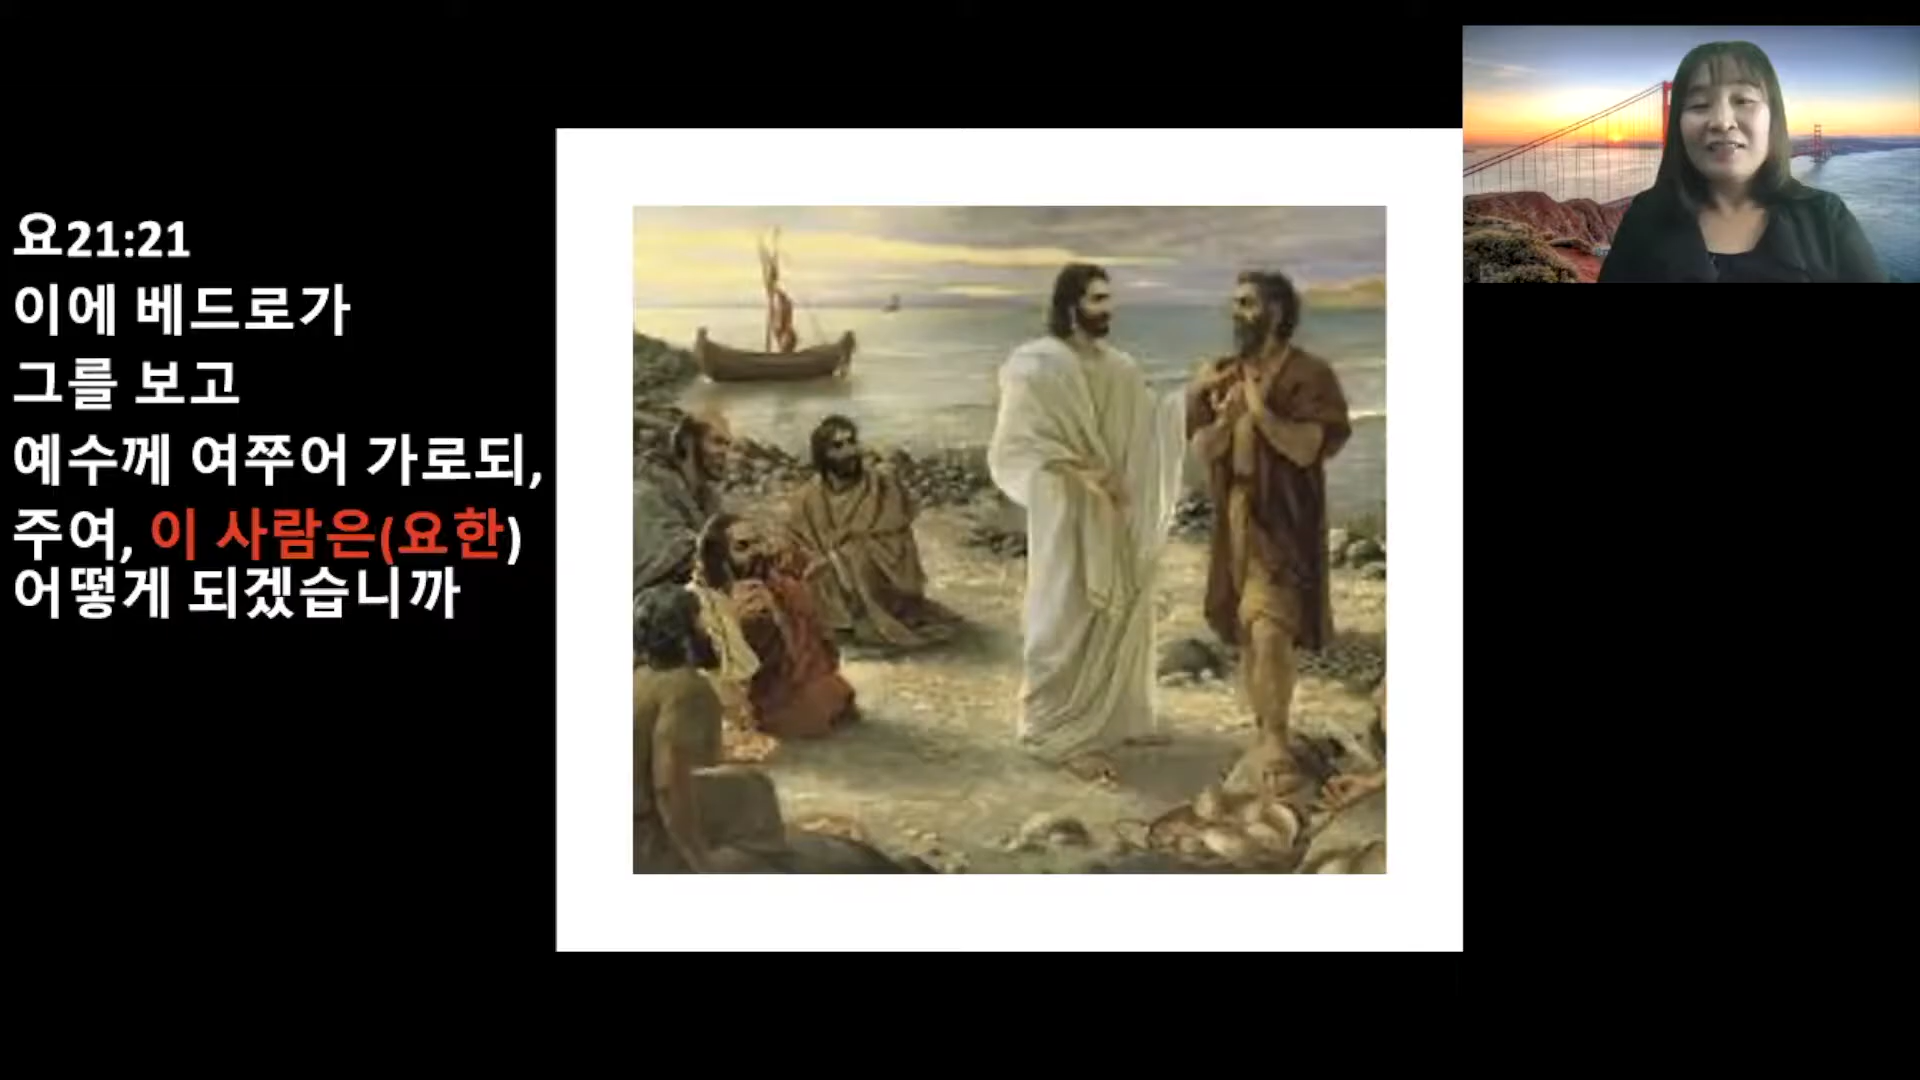 요21:21
이에 베드로가
그를 보고
예수께 여쭈어 가로되,
주여, 이 사람은(요한)
어떻게 되겠습니까